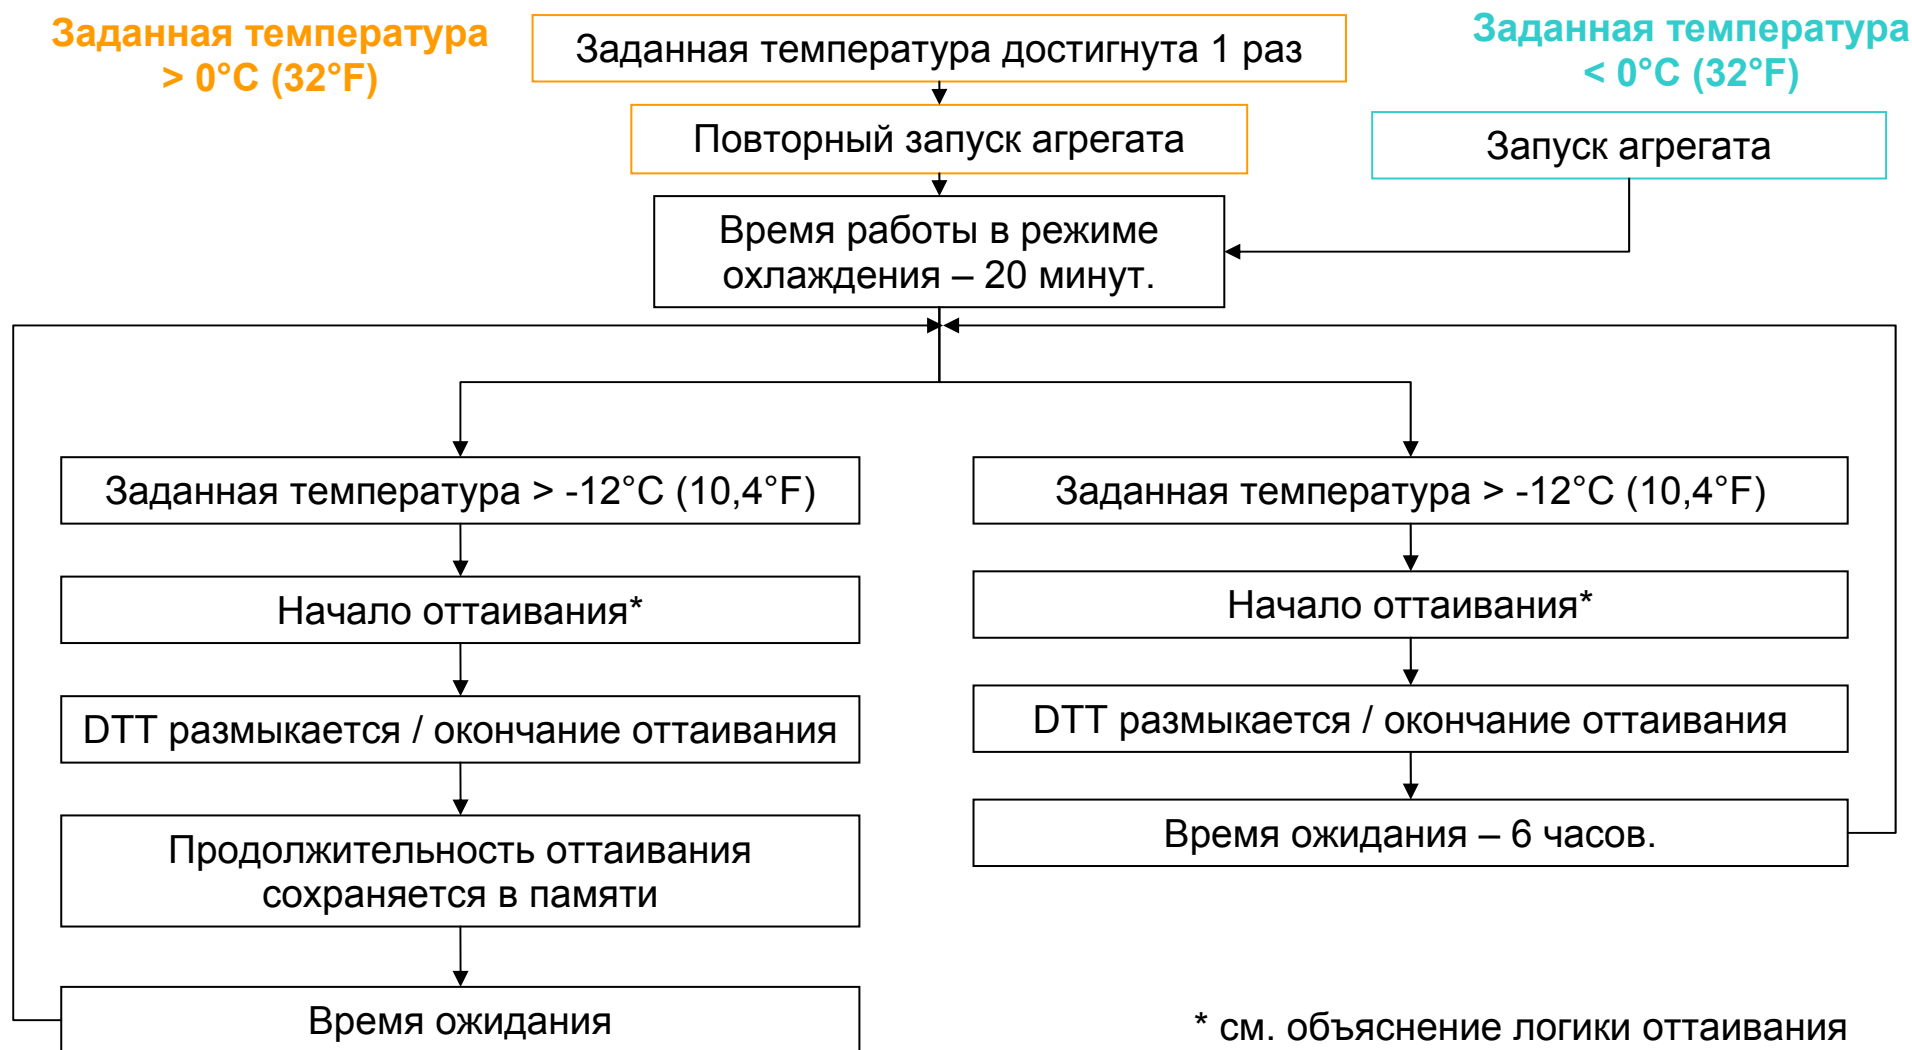 Заданная температура
> 0°C (32°F)
Заданная температура достигнута 1 раз
Заданная температура
< 0°C (32°F)
Повторный запуск агрегата
Запуск агрегата
Время работы в режиме
охлаждения – 20 минут.
Заданная температура > -12°C (10,4°F)
Начало оттаивания*
DTT размыкается / окончание оттаивания
Продолжительность оттаивания
сохраняется в памяти
Время ожидания
Заданная температура > -12°C (10,4°F)
Начало оттаивания*
DTT размыкается / окончание оттаивания
Время ожидания – 6 часов.
* см. объяснение логики оттаивания